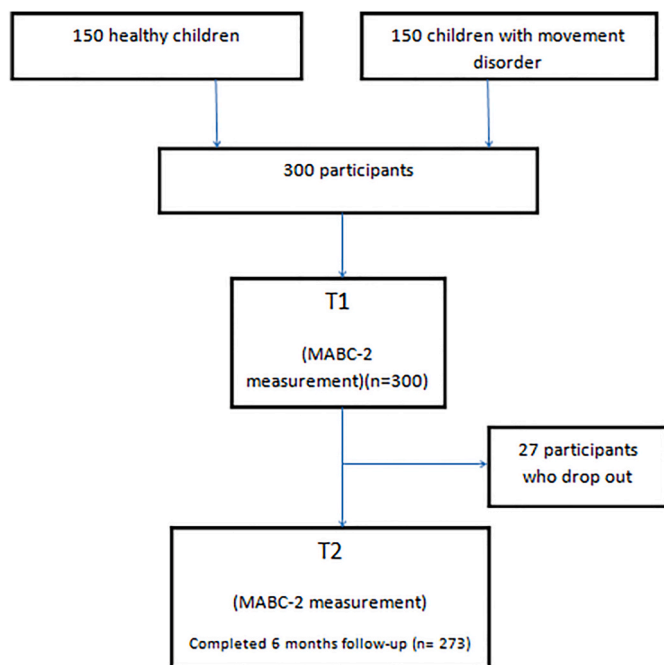 150 healthy children
150 children with movement
disorder
300 participants
T1
(MABC-2
measurement)(n=300)
27 participants
who drop out
T2
(MABC-2 measurement)
Completed 6 months follow-up (n= 273)